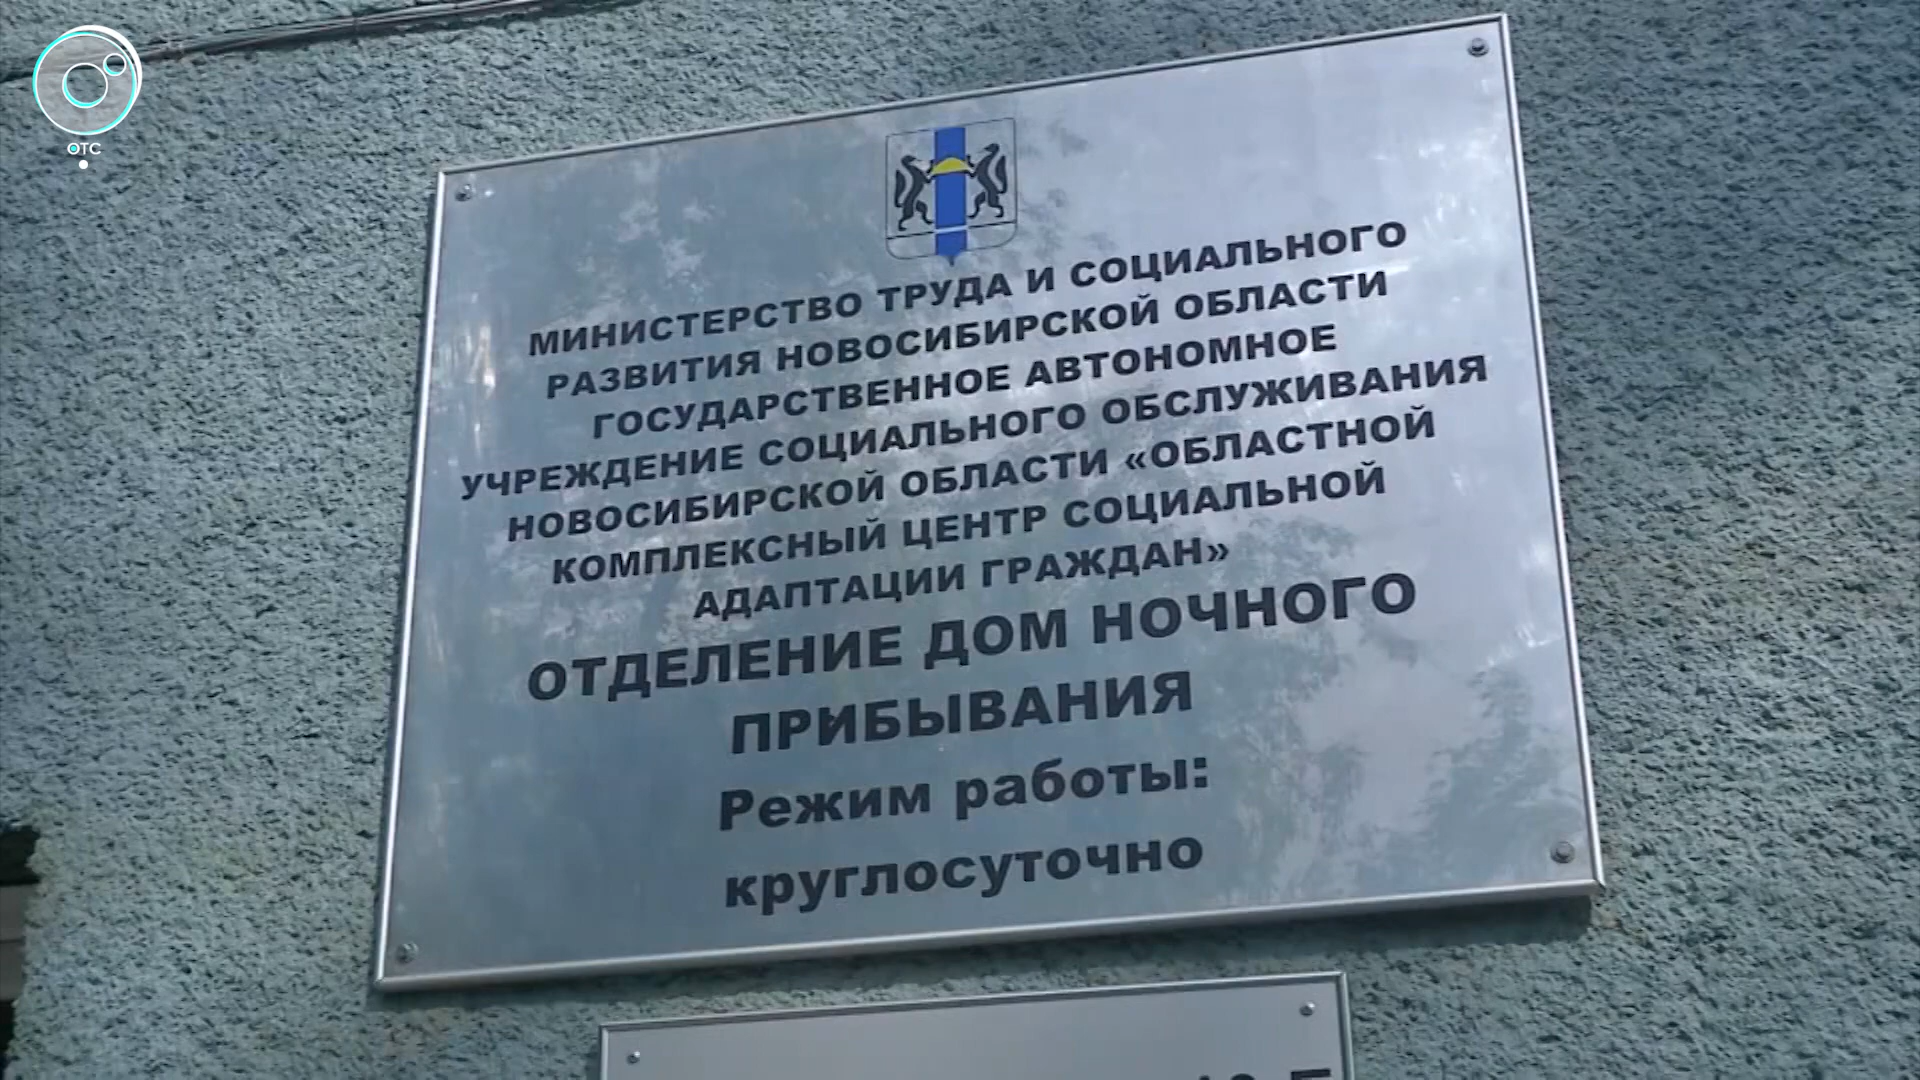 ОТС
МИНИСТЕРСТВО ТРУДА И СОЦИАЛЬНОГО
РАЗВИТИЯ НОВОСИБИРСКОЙ ОБЛАСТИ
ГОСУДАРСТВЕННОЕ АВТОНОМНОЕ
УЧРЕЖДЕНИЕ СОЦИАЛЬНОГО ОБСЛУЖИВАНИЯ
НОВОСИБИРСКОЙ ОБЛАСТИ «ОБЛАСТНОЙ
КОМПЛЕКСНЫЙ ЦЕНТР СОЦИАЛЬНОЙ
АДАПТАЦИИ ГРАЖДАН»
ОТДЕЛЕНИЕ ДОМ НОЧНОГО
ПРИБЫВАНИЯ
Режим работы:
круглосуточно